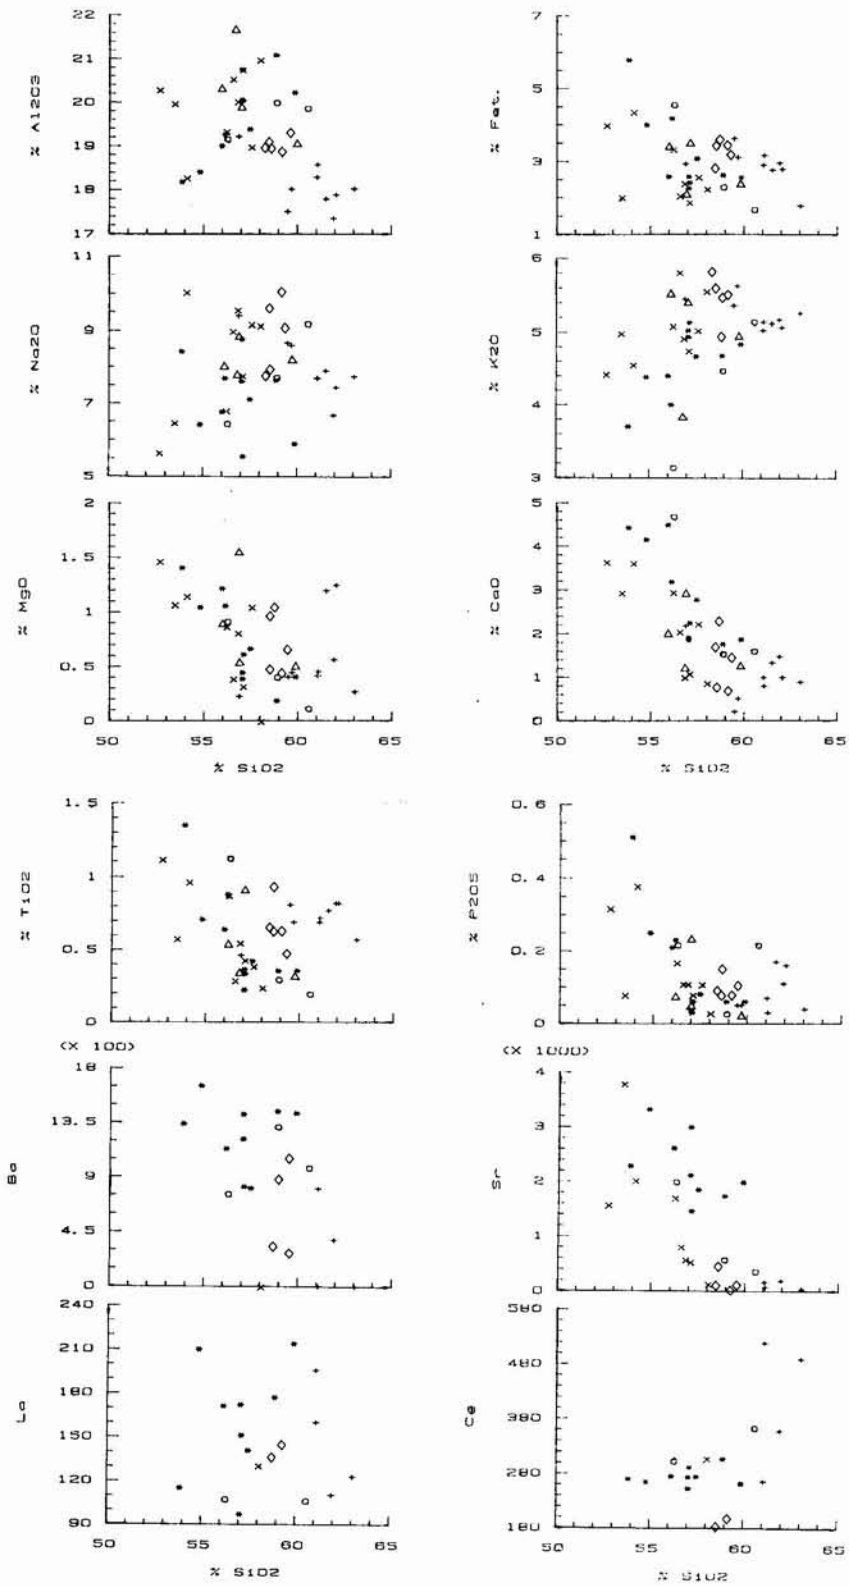 22
21
20
19
18
17
% Al2O3
7
5
3
1
% Fet.
11
9
7
5
% Na2O
6
5
4
3
% K2O
2
1.5
1
0.5
0
% MgO
50 55 60 65
% SiO2
5
4
3
2
1
0
% CaO
50 55 60 65
% SiO2
1.5
1
0.5
0
% TiO2
0.6
0.4
0.2
0
% P2O5
(X 100)
18
13.5
9
4.5
0
Ba
(X 1000)
4
3
2
1
0
Sr
240
210
180
150
120
90
La
50 55 60 65
% SiO2
580
480
380
280
180
Ce
50 55 60 65
% SiO2